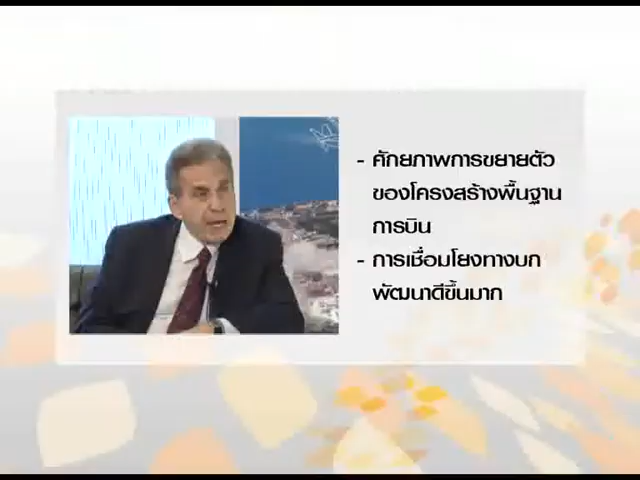 - ศักยภาพการขยายตัว
ของโครงสร้างพื้นฐาน
การบิน
- การเชื่อมโยงทางบก
พัฒนาดีขึ้นมาก